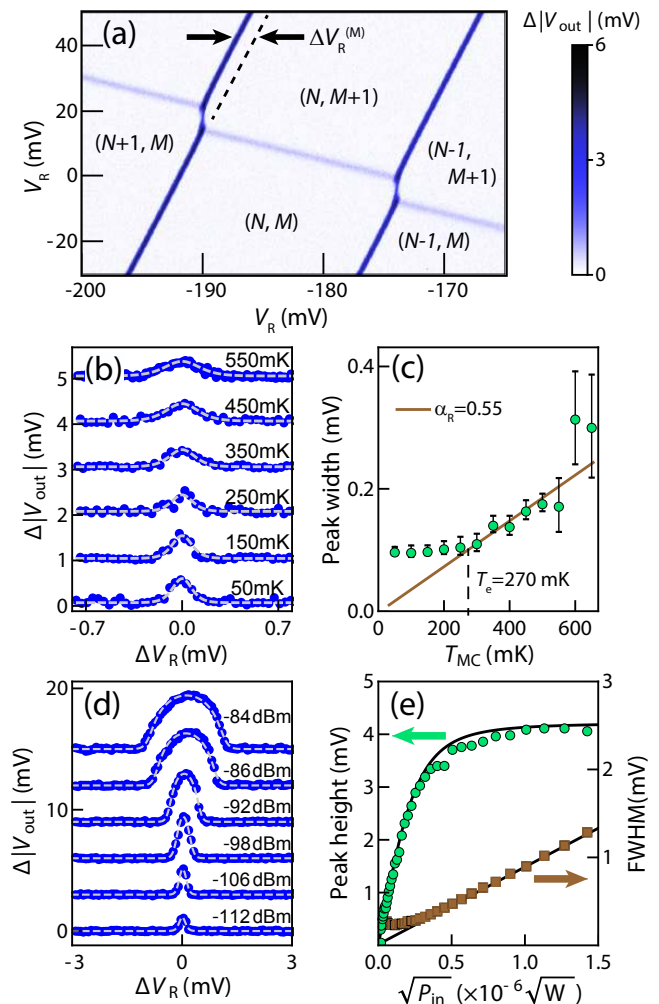 (a)
ΔV_R^(M)
Δ|V_out| (mV)
6
3
0
V_R (mV)
40
20
0
-20
(N+1, M)
(N, M+1)
(N-1,
M+1)
(N, M)
(N-1, M)
-200
-190
-180
-170
V_R (mV)
(b)
Δ|V_out| (mV)
5
4
3
2
1
0
550mK
450mK
350mK
250mK
150mK
50mK
-0.7
0.0
0.7
ΔV_R (mV)
(c)
Peak width (mV)
0.4
0.2
0.0
α_R=0.55
T_e=270 mK
0
200
400
600
T_MC (mK)
(d)
Δ|V_out| (mV)
20
10
0
-84dBm
-86dBm
-92dBm
-98dBm
-106dBm
-112dBm
-3
0
3
ΔV_R (mV)
(e)
Peak height (mV)
5
4
3
2
1
3
2
1
FWHM(mV)
0.0
0.5
1.0
1.5
√P_in (×10^-6 √W)